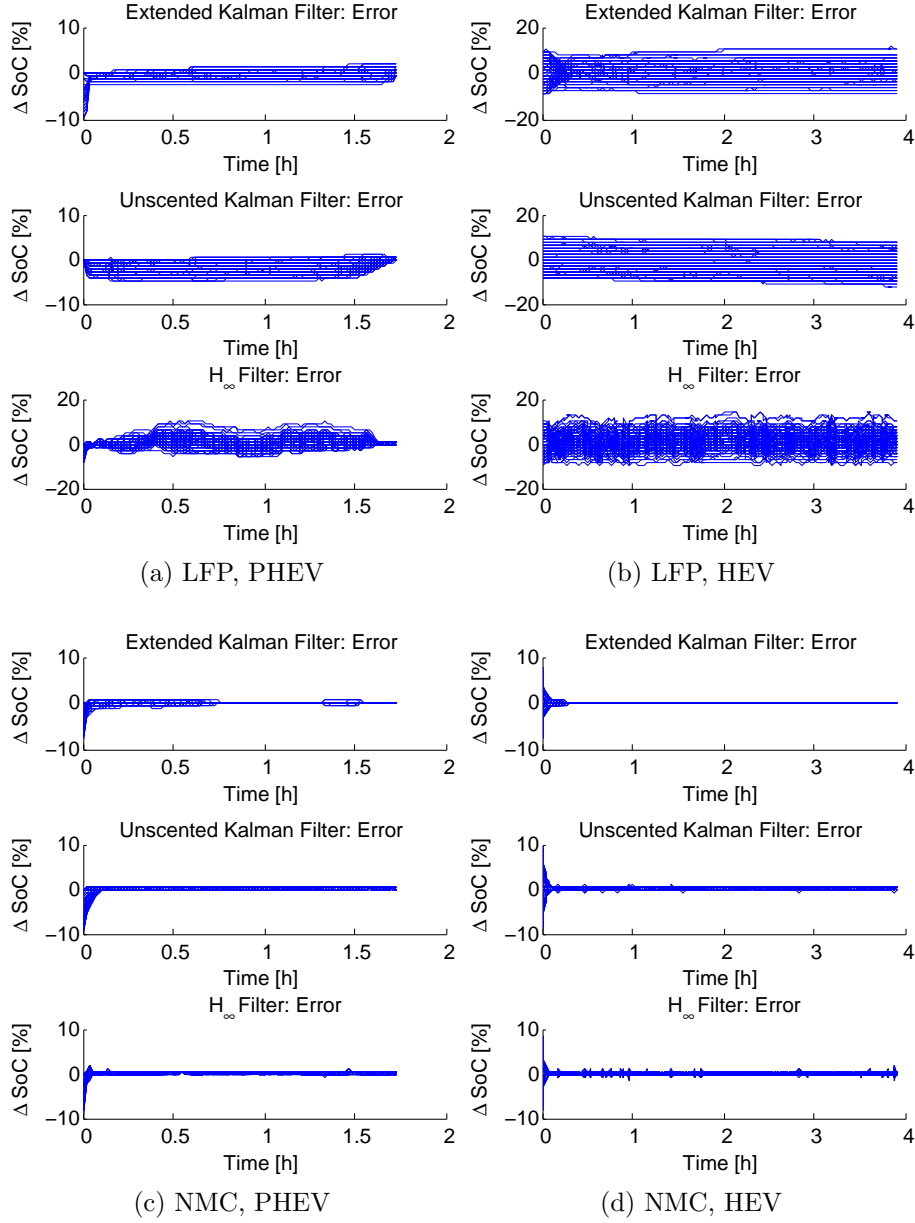 Extended Kalman Filter: Error
10
0
−10
Δ SoC [%]
0 0.5 1 1.5 2
Time [h]
Unscented Kalman Filter: Error
10
0
−10
Δ SoC [%]
0 0.5 1 1.5 2
Time [h]
H∞ Filter: Error
20
0
−20
Δ SoC [%]
0 0.5 1 1.5 2
Time [h]
(a) LFP, PHEV
Extended Kalman Filter: Error
20
0
−20
Δ SoC [%]
0 1 2 3 4
Time [h]
Unscented Kalman Filter: Error
20
0
−20
Δ SoC [%]
0 1 2 3 4
Time [h]
H∞ Filter: Error
20
0
−20
Δ SoC [%]
0 1 2 3 4
Time [h]
(b) LFP, HEV
Extended Kalman Filter: Error
10
0
−10
Δ SoC [%]
0 0.5 1 1.5 2
Time [h]
Unscented Kalman Filter: Error
10
0
−10
Δ SoC [%]
0 0.5 1 1.5 2
Time [h]
H∞ Filter: Error
10
0
−10
Δ SoC [%]
0 0.5 1 1.5 2
Time [h]
(c) NMC, PHEV
Extended Kalman Filter: Error
10
0
−10
Δ SoC [%]
0 1 2 3 4
Time [h]
Unscented Kalman Filter: Error
10
0
−10
Δ SoC [%]
0 1 2 3 4
Time [h]
H∞ Filter: Error
10
0
−10
Δ SoC [%]
0 1 2 3 4
Time [h]
(d) NMC, HEV